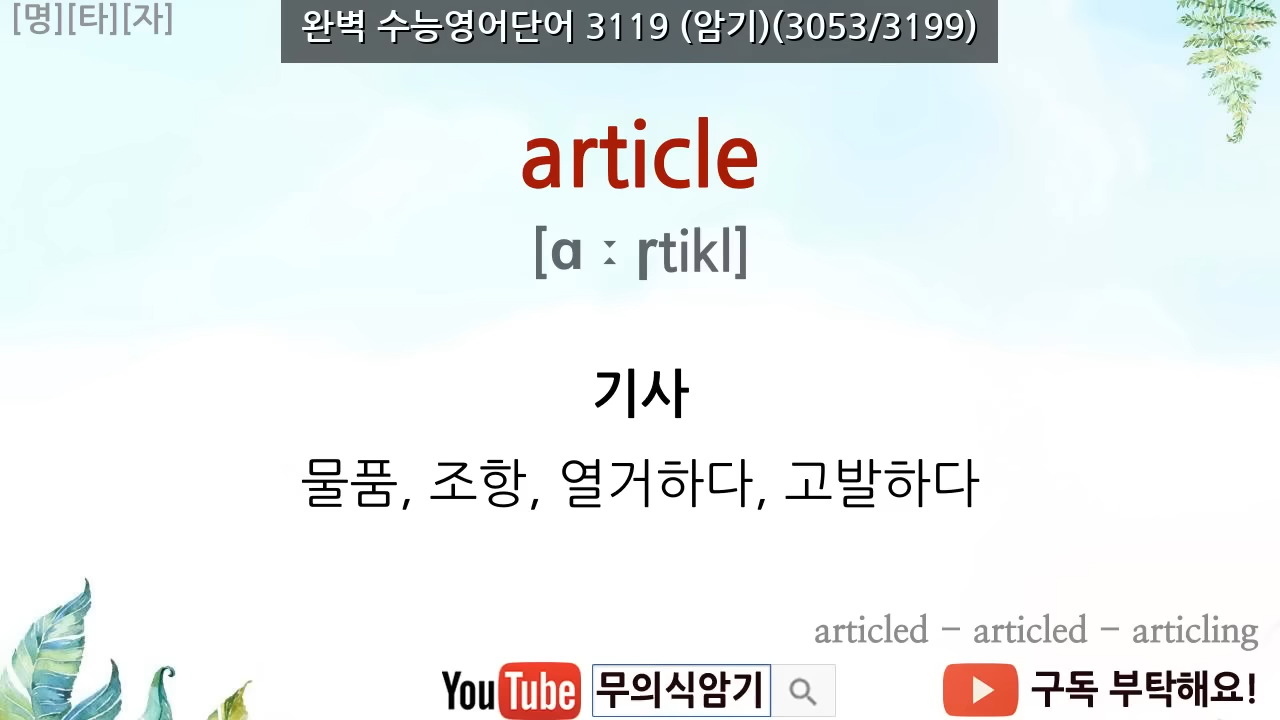 [명][타][자]
완벽 수능영어단어 3119 (암기)(3053/3199)
article
[ɑːrtikl]
기사
물품, 조항, 열거하다, 고발하다
articled - articled - articling
YouTube 무의식암기
구독 부탁해요!